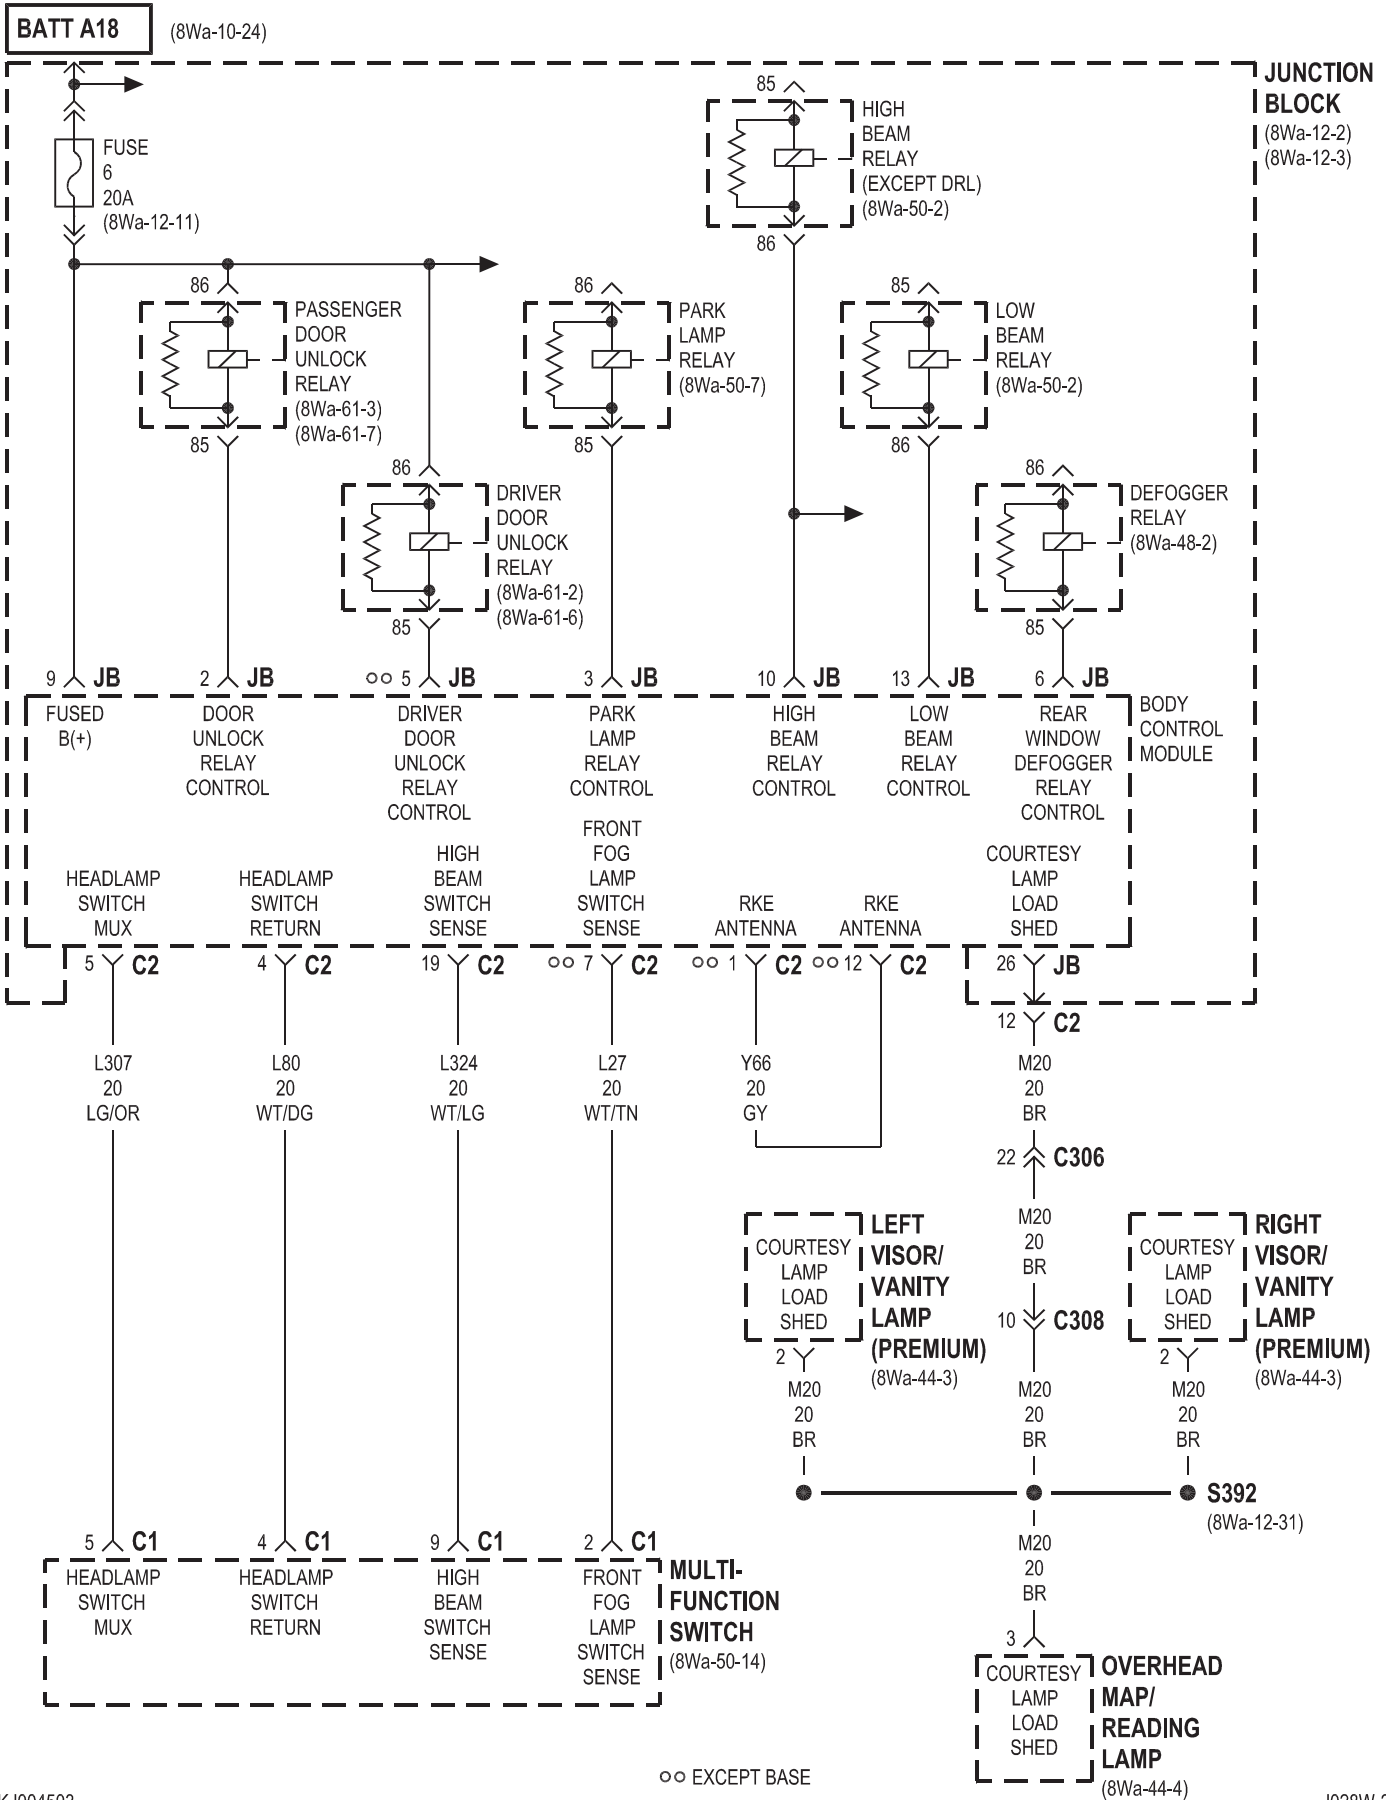 BATT A18 (8Wa-10-24)
JUNCTION
BLOCK
(8Wa-12-2)
(8Wa-12-3)
FUSE
6
20A
(8Wa-12-11)
85
HIGH
BEAM
RELAY
(EXCEPT DRL)
(8Wa-50-2)
86
86
PASSENGER
DOOR
UNLOCK
RELAY
(8Wa-61-3)
(8Wa-61-7)
85
86
PARK
LAMP
RELAY
(8Wa-50-7)
85
85
LOW
BEAM
RELAY
(8Wa-50-2)
86
86
DRIVER
DOOR
UNLOCK
RELAY
(8Wa-61-2)
(8Wa-61-6)
85
86
DEFOGGER
RELAY
(8Wa-48-2)
85
9 JB
2 JB
5 JB
3 JB
10 JB
13 JB
6 JB
BODY
CONTROL
MODULE
FUSED
B(+)
DOOR
UNLOCK
RELAY
CONTROL
DRIVER
DOOR
UNLOCK
RELAY
CONTROL
PARK
LAMP
RELAY
CONTROL
HIGH
BEAM
RELAY
CONTROL
LOW
BEAM
RELAY
CONTROL
REAR
WINDOW
DEFOGGER
RELAY
CONTROL
HEADLAMP
SWITCH
MUX
HEADLAMP
SWITCH
RETURN
HIGH
BEAM
SWITCH
SENSE
FRONT
FOG
LAMP
SWITCH
SENSE
RKE
ANTENNA
RKE
ANTENNA
COURTESY
LAMP
LOAD
SHED
5 C2
4 C2
19 C2
7 C2
1 C2
12 C2
26 JB
12 C2
L307
20
LG/OR
L80
20
WT/DG
L324
20
WT/LG
L27
20
WT/TN
Y66
20
GY
M20
20
BR
22 C306
M20
20
BR
10 C308
COURTESY
LAMP
LOAD
SHED
LEFT
VISOR/
VANITY
LAMP
(PREMIUM)
(8Wa-44-3)
2
M20
20
BR
M20
20
BR
COURTESY
LAMP
LOAD
SHED
RIGHT
VISOR/
VANITY
LAMP
(PREMIUM)
(8Wa-44-3)
2
M20
20
BR
S392
(8Wa-12-31)
M20
20
BR
3
COURTESY
LAMP
LOAD
SHED
OVERHEAD
MAP/
READING
LAMP
(8Wa-44-4)
5 C1
4 C1
9 C1
2 C1
HEADLAMP
SWITCH
MUX
HEADLAMP
SWITCH
RETURN
HIGH
BEAM
SWITCH
SENSE
FRONT
FOG
LAMP
SWITCH
SENSE
MULTI-
FUNCTION
SWITCH
(8Wa-50-14)
EXCEPT BASE